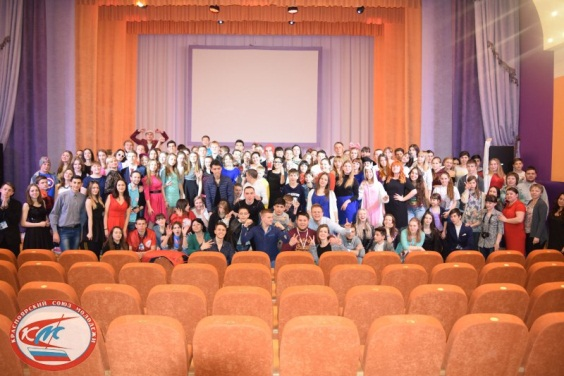 КРАСНОЯРСКИЙ СОЮЗ МОЛОДЕЖИ
КСМ